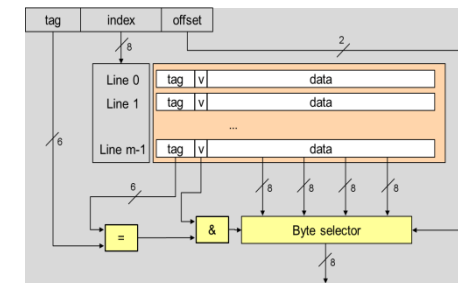 tag index offset
8
2
Line 0 tag v data
Line 1 tag v data
...
Line m-1 tag v data
6
6
8 8 8 8
= & Byte selector
8